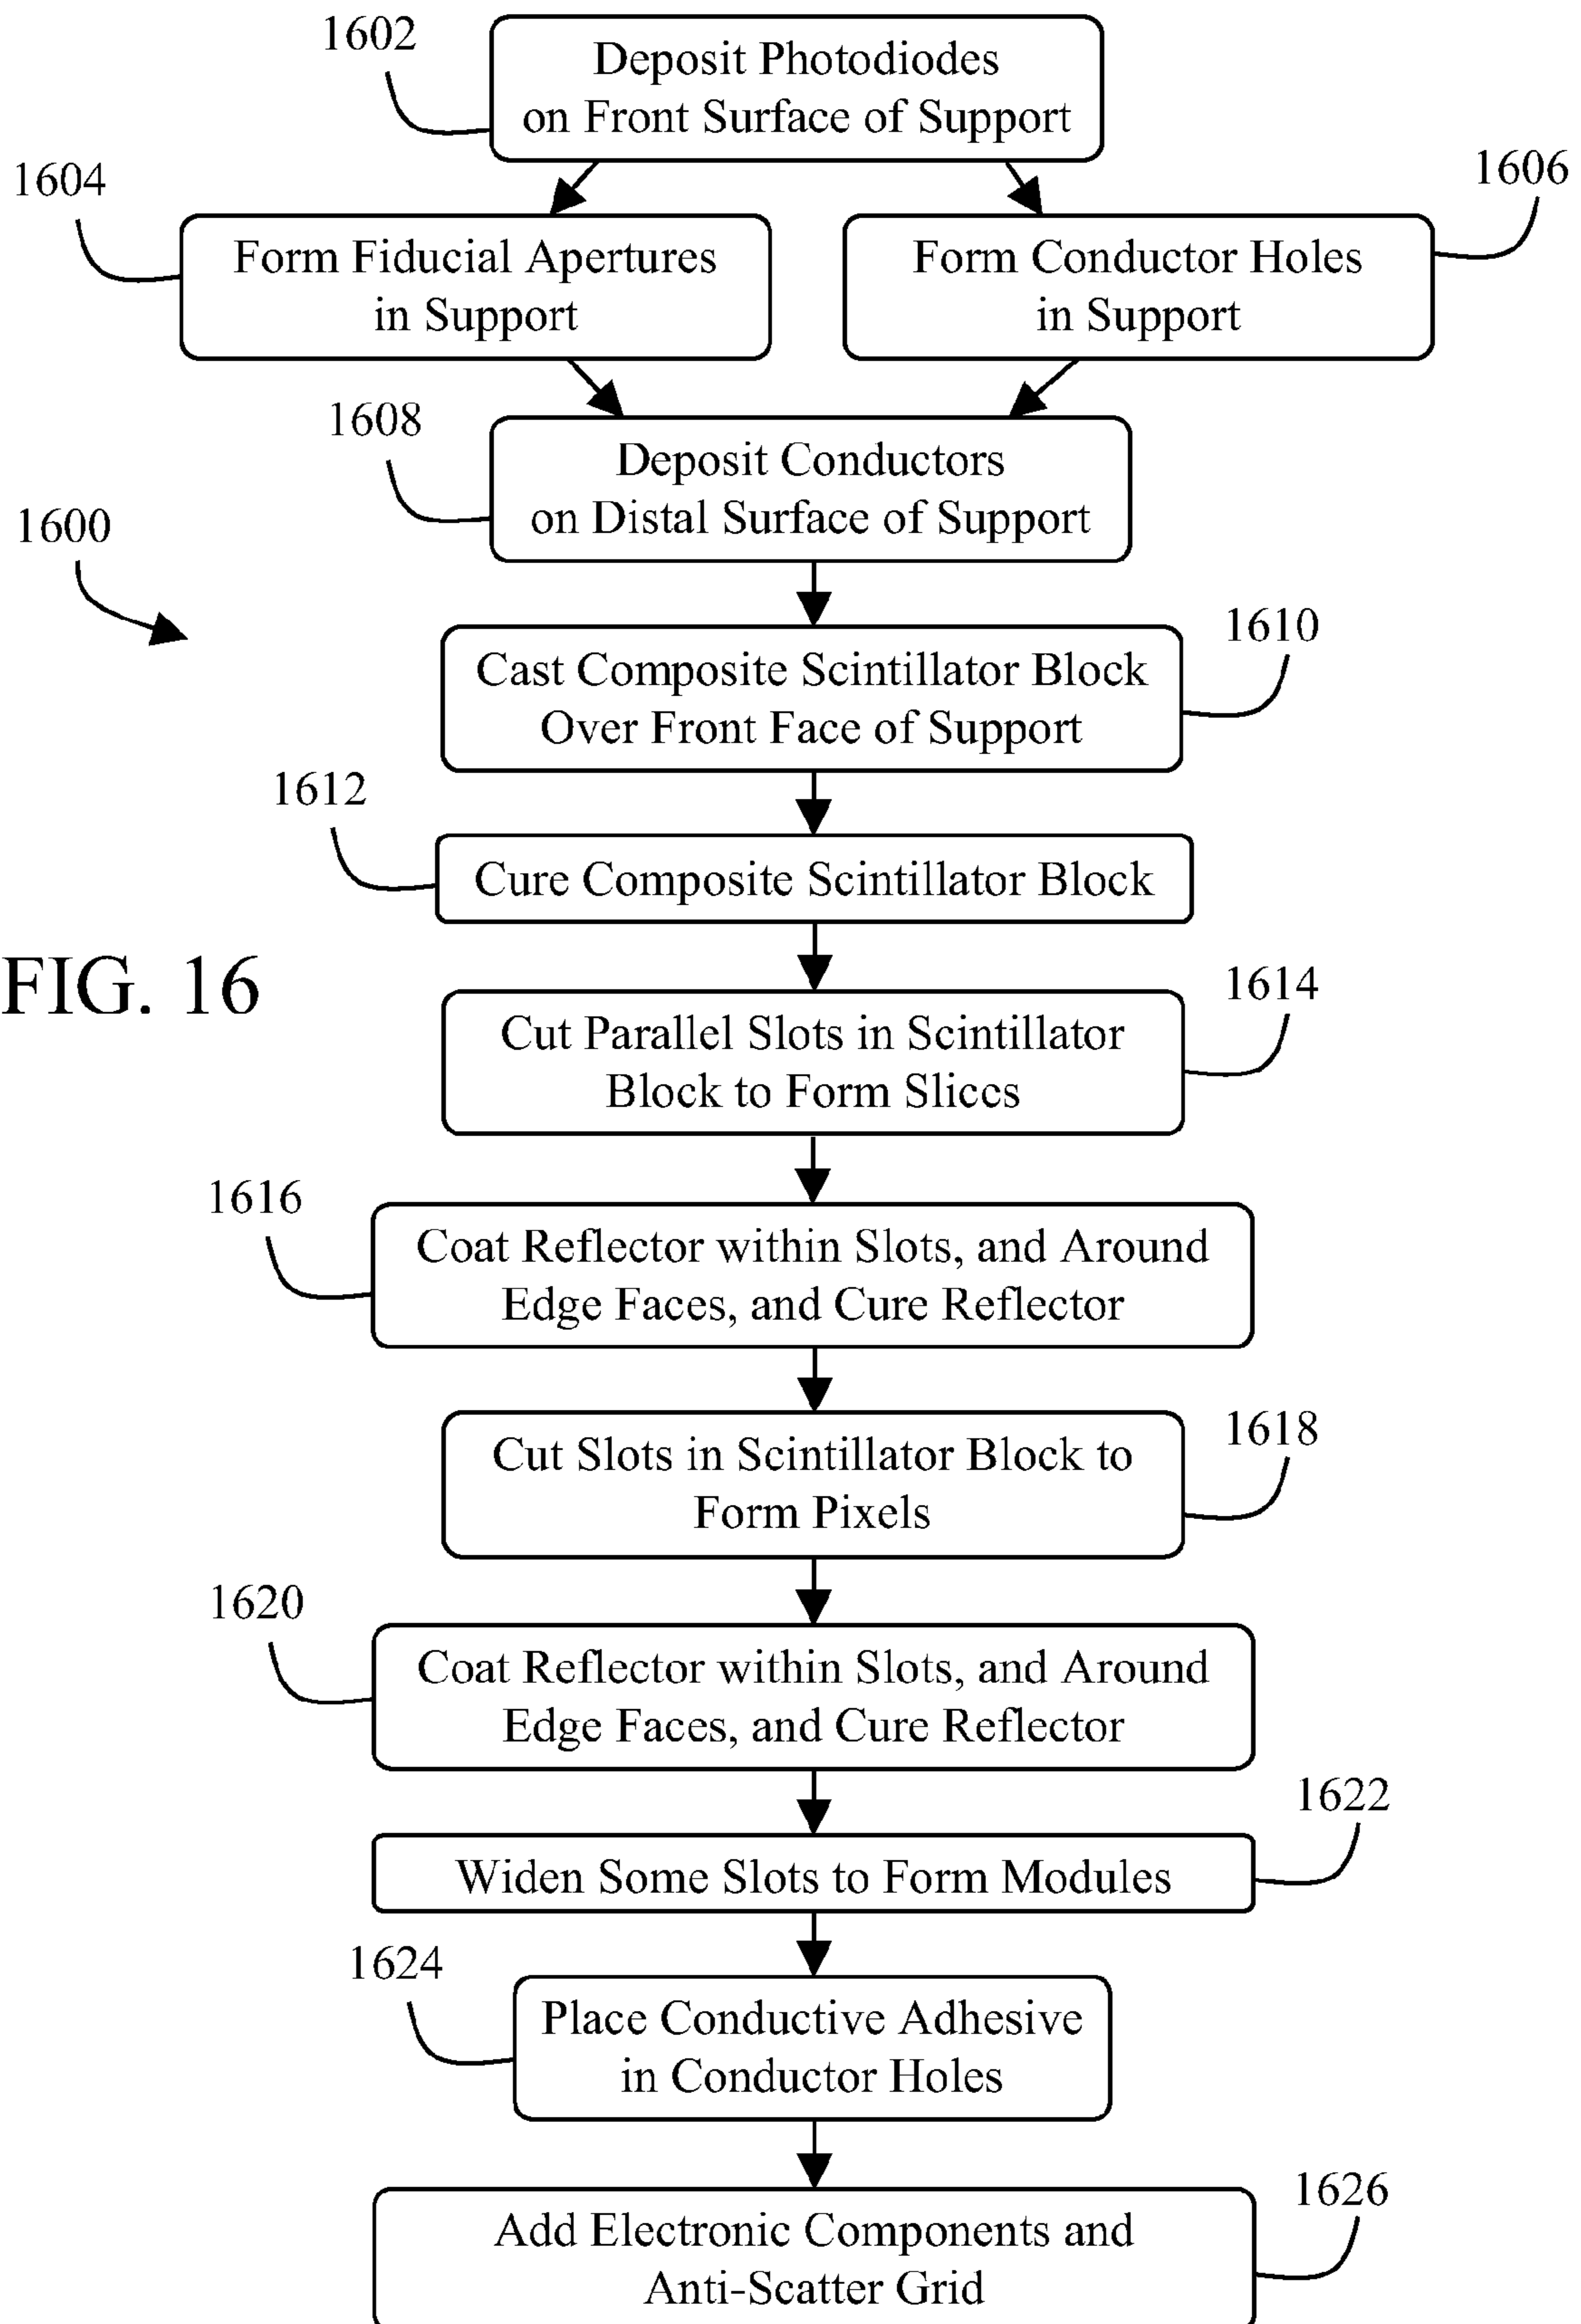 1602
Deposit Photodiodes
on Front Surface of Support
1604
1606
Form Fiducial Apertures
in Support
Form Conductor Holes
in Support
1608
Deposit Conductors
on Distal Surface of Support
1600
1610
Cast Composite Scintillator Block
Over Front Face of Support
1612
Cure Composite Scintillator Block
FIG. 16
1614
Cut Parallel Slots in Scintillator
Block to Form Slices
1616
Coat Reflector within Slots, and Around
Edge Faces, and Cure Reflector
1618
Cut Slots in Scintillator Block to
Form Pixels
1620
Coat Reflector within Slots, and Around
Edge Faces, and Cure Reflector
1622
Widen Some Slots to Form Modules
1624
Place Conductive Adhesive
in Conductor Holes
1626
Add Electronic Components and
Anti-Scatter Grid